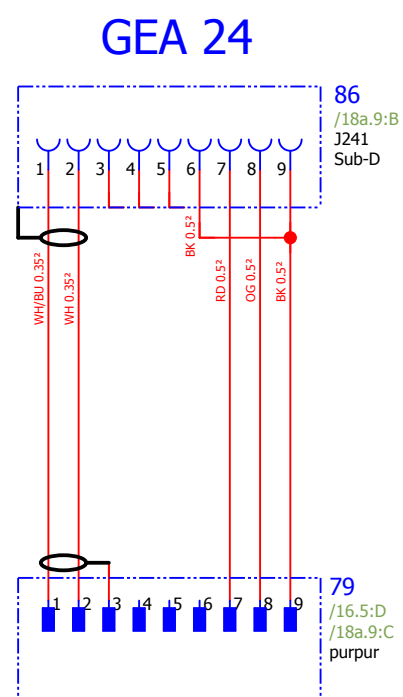 GEA 24
86
/18a.9:B
J241
Sub-D
1 2 3 4 5 6 7 8 9
WH/BU 0.35²
WH 0.35²
BK 0.5²
RD 0.5²
OG 0.5²
BK 0.5²
1 2 3 4 5 6 7 8 9
79
/16.5:D
/18a.9:C
purpur